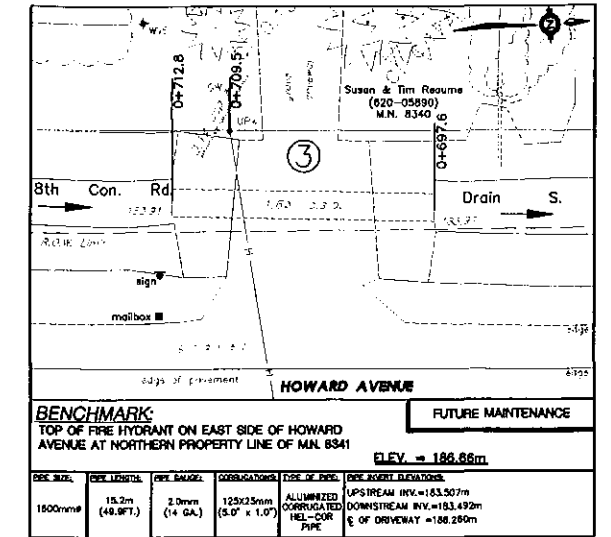 0+712.8
0+709.5
Susan & Tim Reaume
(620-05890)
M.N. 8340
0+697.6
3
8th Con. Rd.
Drain S.
R.O.W. Limit
sign
mailbox
edge
edge of pavement
edge
HOWARD AVENUE
BENCHMARK:
TOP OF FIRE HYDRANT ON EAST SIDE OF HOWARD
AVENUE AT NORTHERN PROPERTY LINE OF M.N. 8341
FUTURE MAINTENANCE
ELEV. = 186.66m
PIPE SIZE: PIPE LENGTH: PIPE GAUGE: CORRUGATIONS: TYPE OF PIPE: PIPE INVERT ELEVATIONS:
1600mmø
15.2m
(49.9FT.)
2.0mm
(14 GA.)
125X25mm
(5.0" x 1.0")
ALUMINIZED
CORRUGATED
HEL-COR
PIPE
UPSTREAM INV.=183.507m
DOWNSTREAM INV.=183.492m
℄ OF DRIVEWAY =186.260m